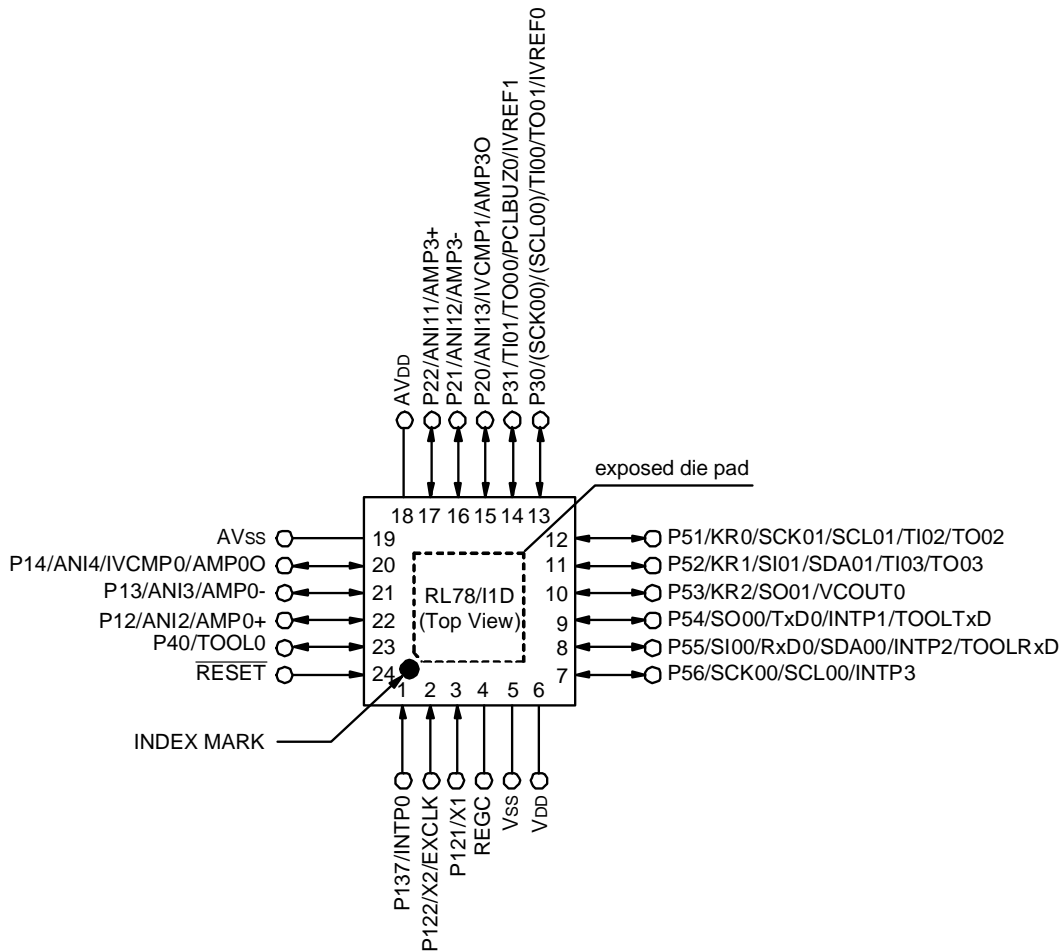 AVDD
P22/ANI11/AMP3+
P21/ANI12/AMP3-
P20/ANI13/IVCMP1/AMP3O
P31/TI01/TO00/PCLBUZ0/IVREF1
P30/(SCK00)/(SCL00)/TI00/TO01/IVREF0
exposed die pad
18 17 16 15 14 13
AVSS 19
P14/ANI4/IVCMP0/AMP0O 20
P13/ANI3/AMP0- 21
P12/ANI2/AMP0+ 22
P40/TOOL0 23
RESET 24
RL78/I1D
(Top View)
12 P51/KR0/SCK01/SCL01/TI02/TO02
11 P52/KR1/SI01/SDA01/TI03/TO03
10 P53/KR2/SO01/VCOUT0
9 P54/SO00/TxD0/INTP1/TOOLTxD
8 P55/SI00/RxD0/SDA00/INTP2/TOOLRxD
7 P56/SCK00/SCL00/INTP3
1 2 3 4 5 6
INDEX MARK
P137/INTP0
P122/X2/EXCLK
P121/X1
REGC
VSS
VDD